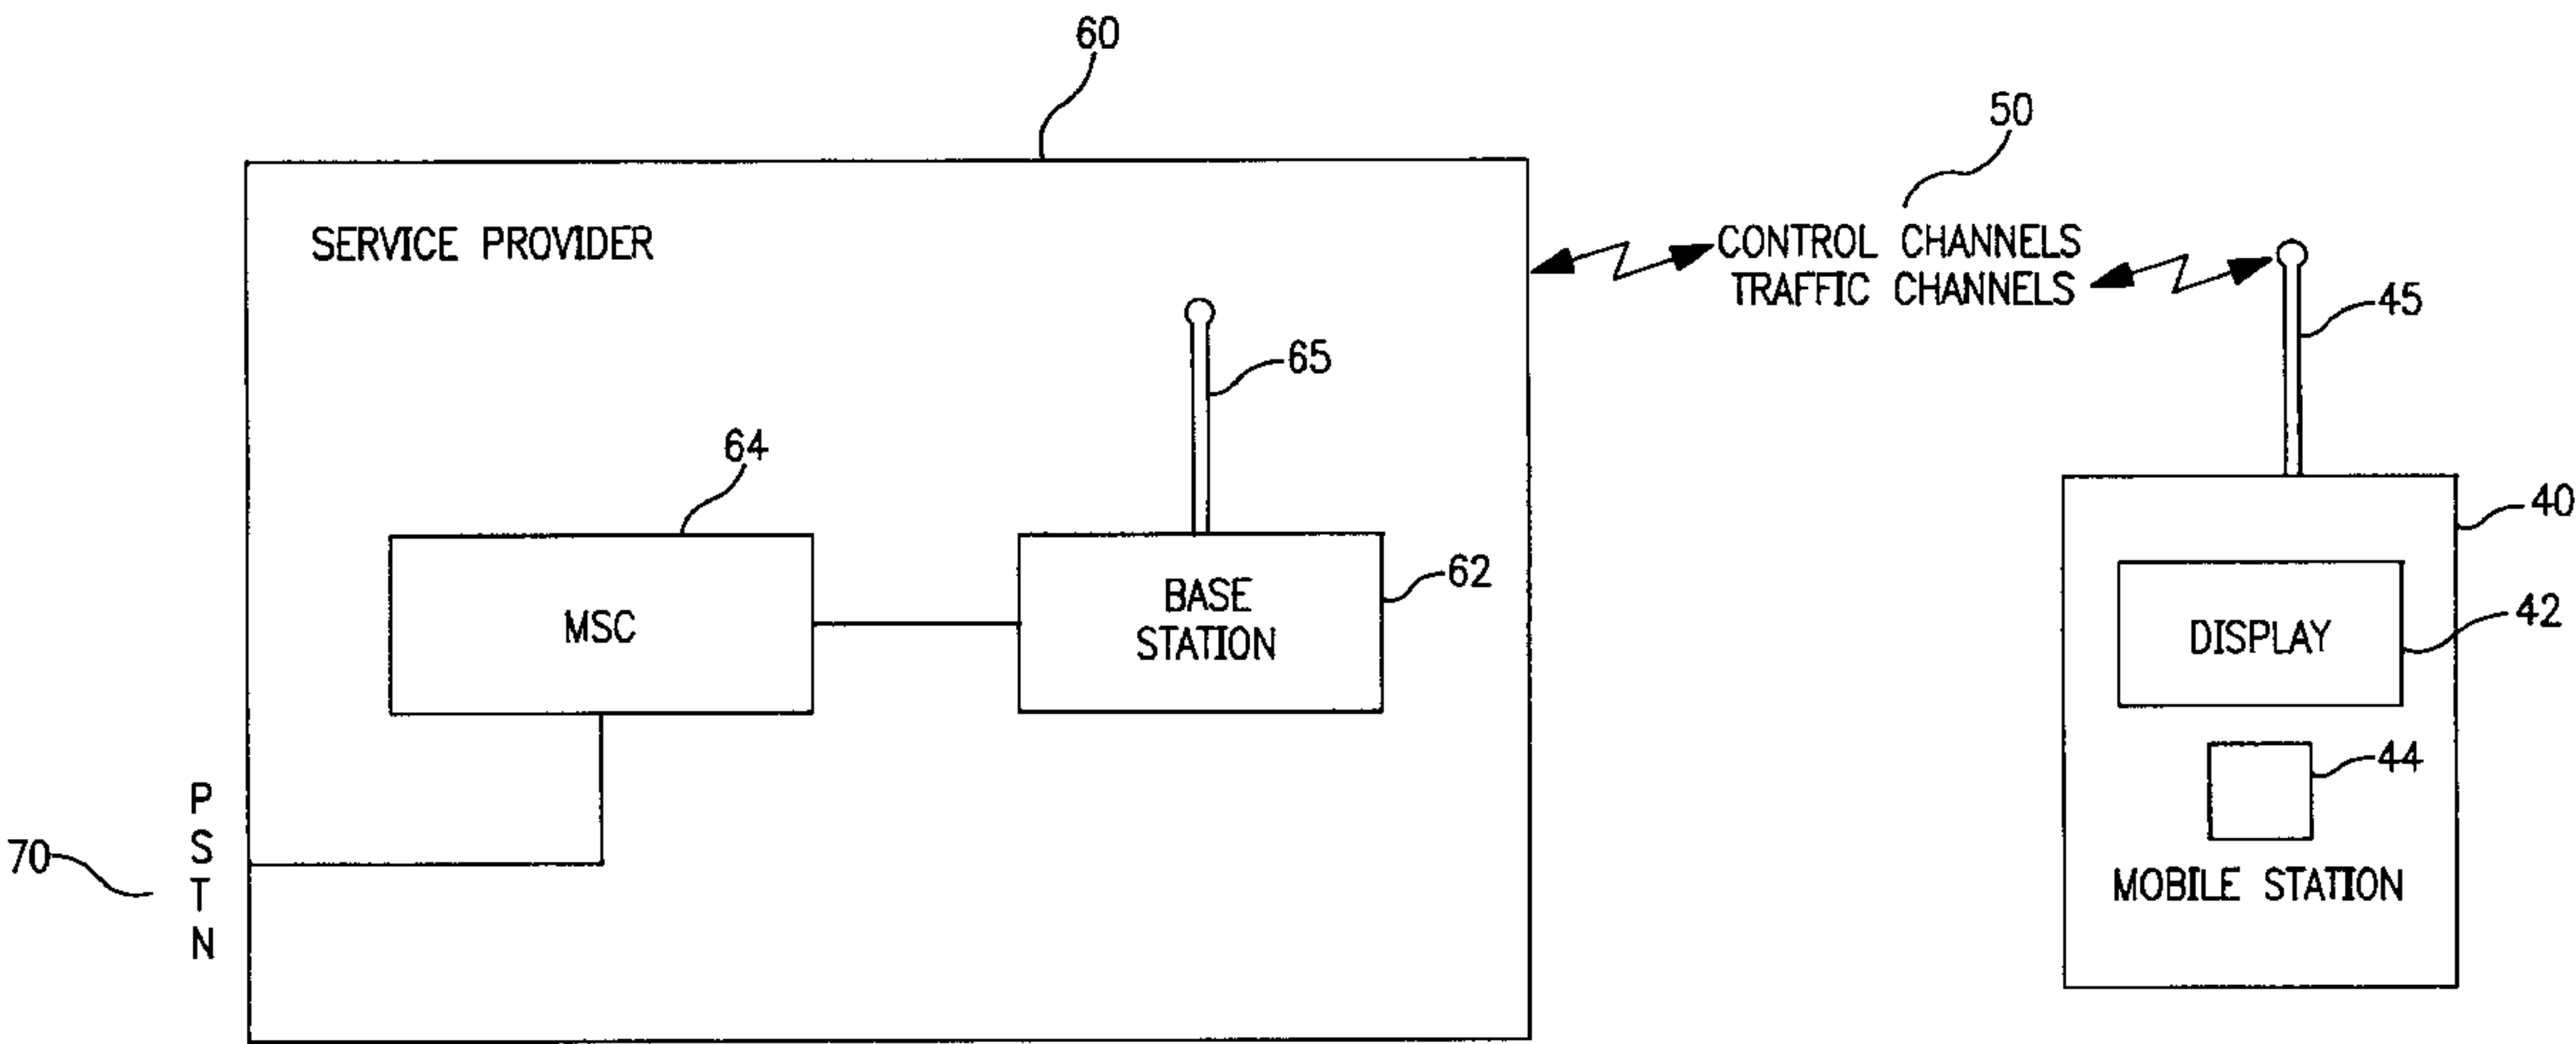 60
50
SERVICE PROVIDER
CONTROL CHANNELS
TRAFFIC CHANNELS
45
65
64
40
62
BASE
STATION
MSC
42
DISPLAY
44
PSTN
70
MOBILE STATION